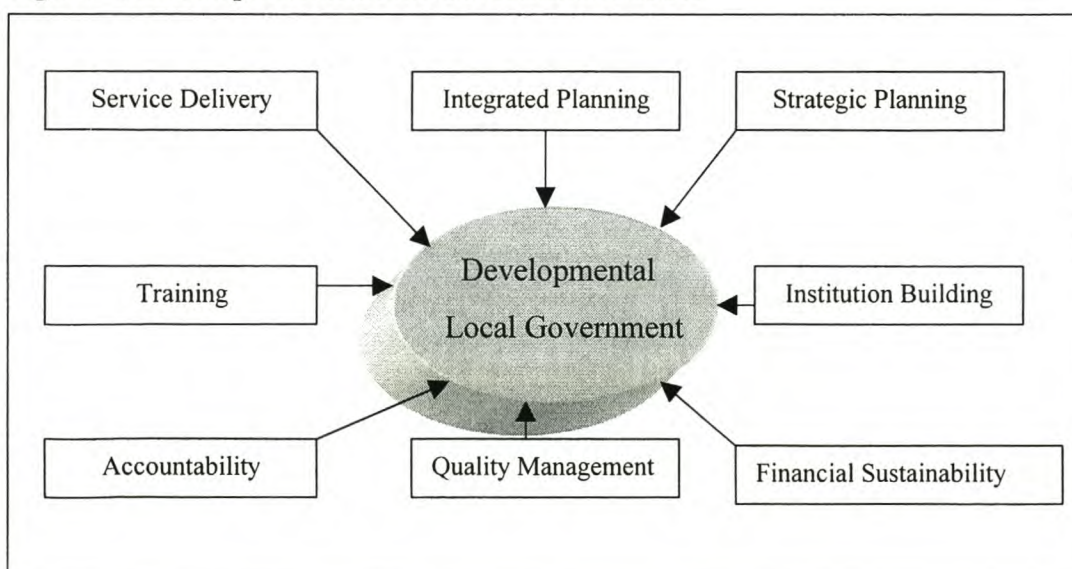 Service Delivery
Integrated Planning
Strategic Planning
Developmental
Local Government
Training
Institution Building
Accountability
Quality Management
Financial Sustainability